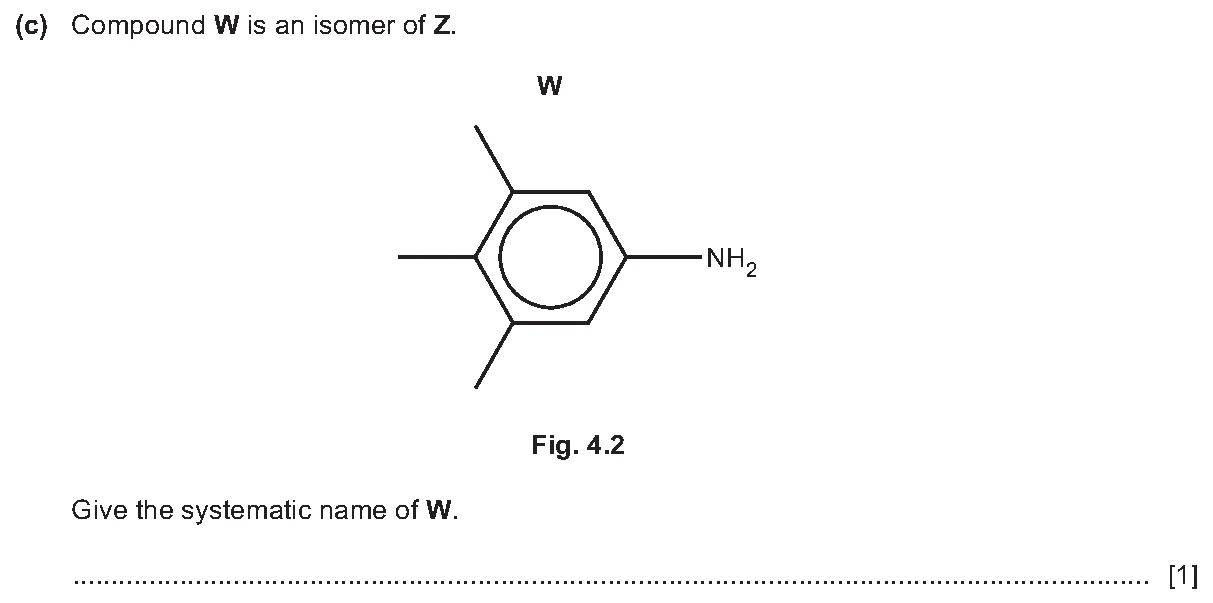 (c) Compound W is an isomer of Z.
W
NH2
Fig. 4.2
Give the systematic name of W.
.......................................................................................................................................... [1]